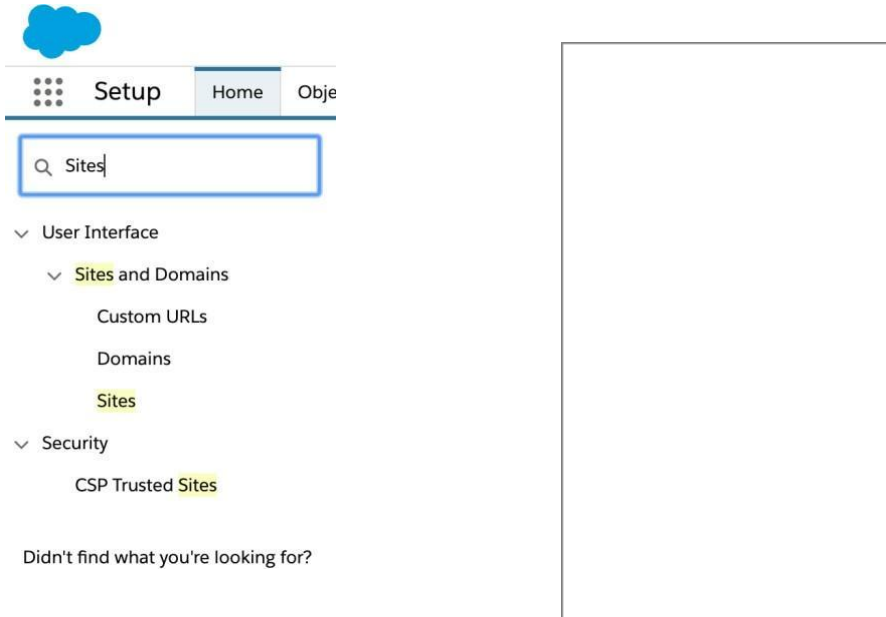 Setup Home Obje
Sites
User Interface
Sites and Domains
Custom URLs
Domains
Sites
Security
CSP Trusted Sites
Didn't find what you're looking for?